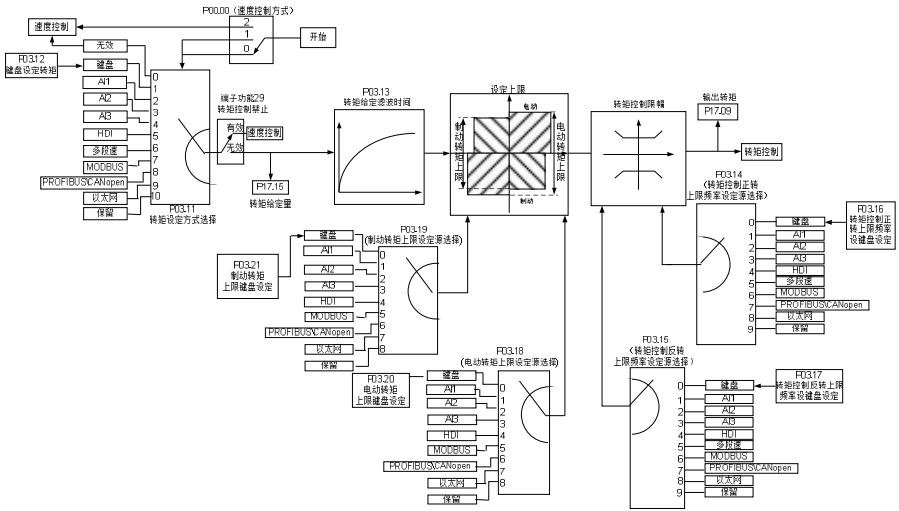 P00.00（速度控制方式）
2
1
0
开始
速度控制
无效
P03.12
键盘设定转矩
键盘
AI1
AI2
AI3
HDI
多段速
MODBUS
PROFIBUS\CANopen
以太网
保留
0
1
2
3
4
5
6
7
8
9
10
P03.11
转矩设定方式选择
端子功能29
转矩控制禁止
有效
无效
速度控制
P17.15
转矩给定量
P03.13
转矩给定滤波时间
设定上限
电动
制动转矩上限
电动转矩上限
制动
转矩控制限幅
输出转矩
P17.09
转矩控制
P03.14
（转矩控制正转
上限频率设定源选择）
0
1
2
3
4
5
6
7
8
9
键盘
AI1
AI2
AI3
HDI
多段速
MODBUS
PROFIBUS\CANopen
以太网
保留
P03.16
转矩控制正
转上限频率
设键盘设定
P03.19
(制动转矩上限设定源选择)
P03.21
制动转矩
上限键盘设定
键盘
AI1
AI2
AI3
HDI
MODBUS
PROFIBUS\CANopen
以太网
保留
0
1
2
3
4
5
6
7
8
P03.18
(电动转矩上限设定源选择)
P03.20
电动转矩
上限键盘设定
键盘
AI1
AI2
AI3
HDI
MODBUS
PROFIBUS\CANopen
以太网
保留
0
1
2
3
4
5
6
7
8
P03.15
（转矩控制反转
上限频率设定源选择）
0
1
2
3
4
5
6
7
8
9
键盘
AI1
AI2
AI3
HDI
多段速
MODBUS
PROFIBUS\CANopen
以太网
保留
P03.17
转矩控制反转上限
频率设键盘设定